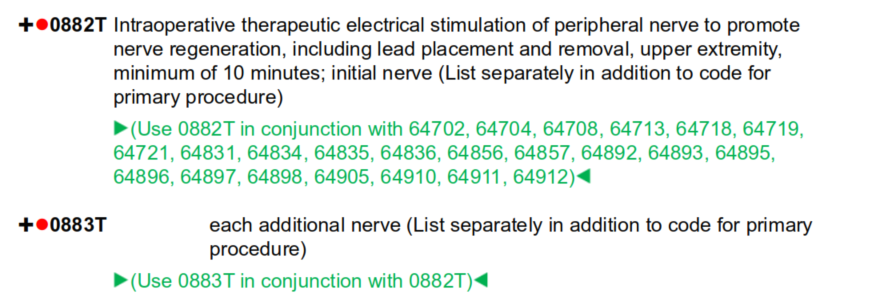 ✚●0882T Intraoperative therapeutic electrical stimulation of peripheral nerve to promote
nerve regeneration, including lead placement and removal, upper extremity,
minimum of 10 minutes; initial nerve (List separately in addition to code for
primary procedure)
▶(Use 0882T in conjunction with 64702, 64704, 64708, 64713, 64718, 64719,
64721, 64831, 64834, 64835, 64836, 64856, 64857, 64892, 64893, 64895,
64896, 64897, 64898, 64905, 64910, 64911, 64912)◀
✚●0883T each additional nerve (List separately in addition to code for primary
procedure)
▶(Use 0883T in conjunction with 0882T)◀